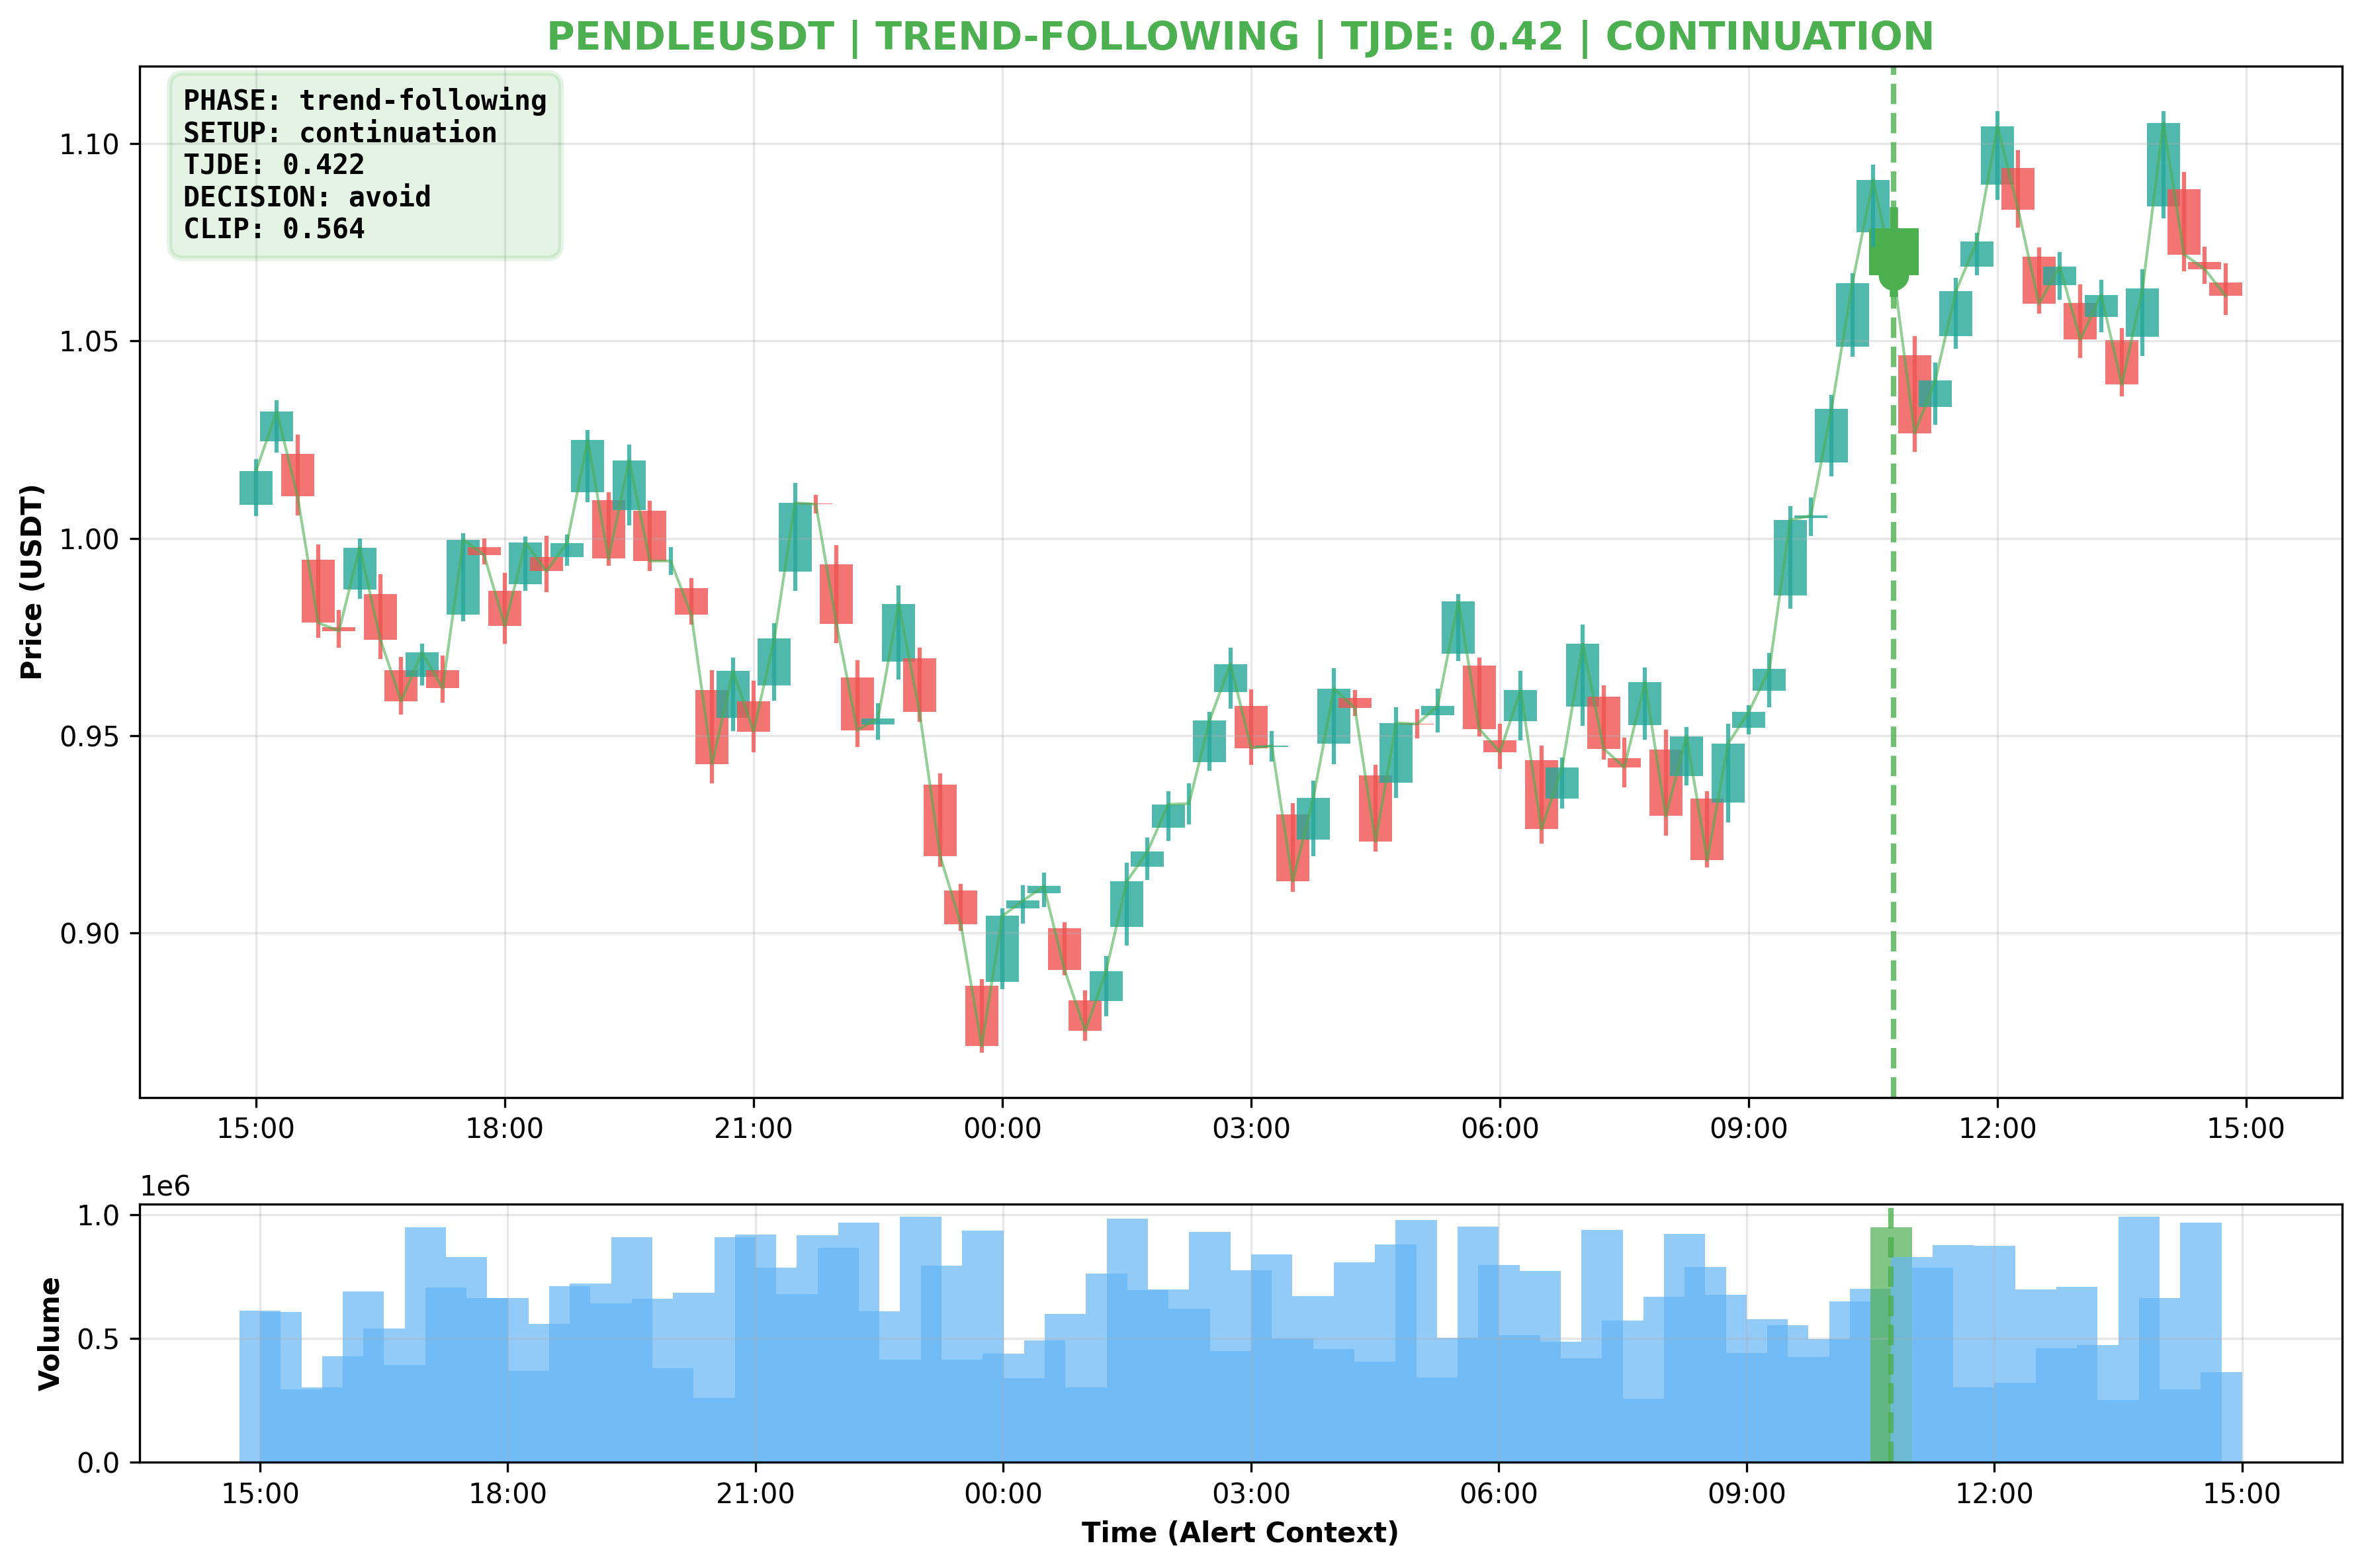 PENDLEUSDT | TREND-FOLLOWING | TJDE: 0.42 | CONTINUATION
PHASE: trend-following
SETUP: continuation
TJDE: 0.422
DECISION: avoid
CLIP: 0.564
Price (USDT)
1.10
1.05
1.00
0.95
0.90
15:00 18:00 21:00 00:00 03:00 06:00 09:00 12:00 15:00
1e6
Volume
1.0
0.5
0.0
15:00 18:00 21:00 00:00 03:00 06:00 09:00 12:00 15:00
Time (Alert Context)